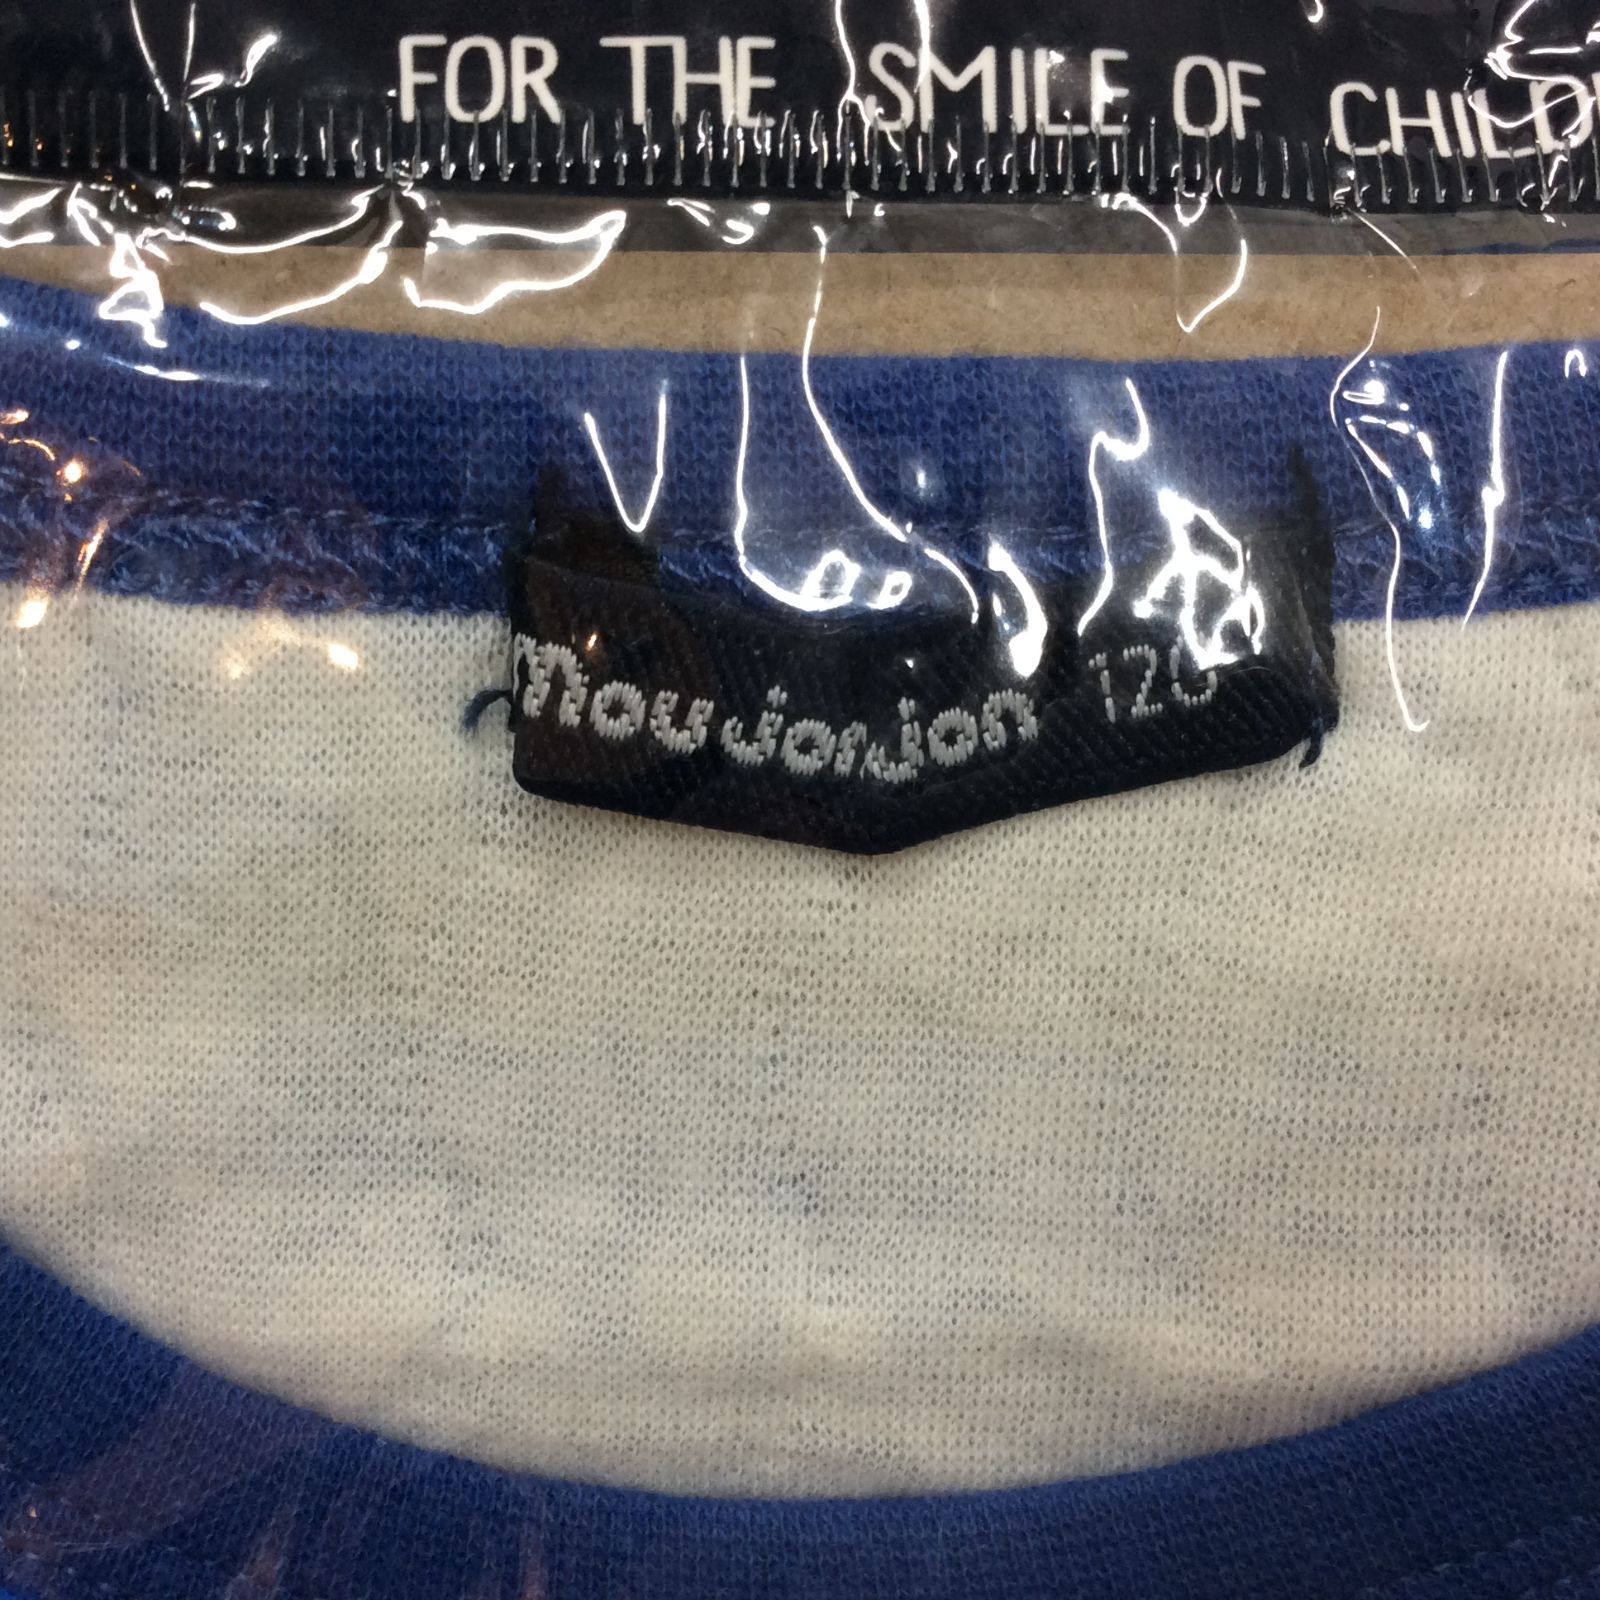 FOR THE SMILE OF CHILD
moujonjon 120